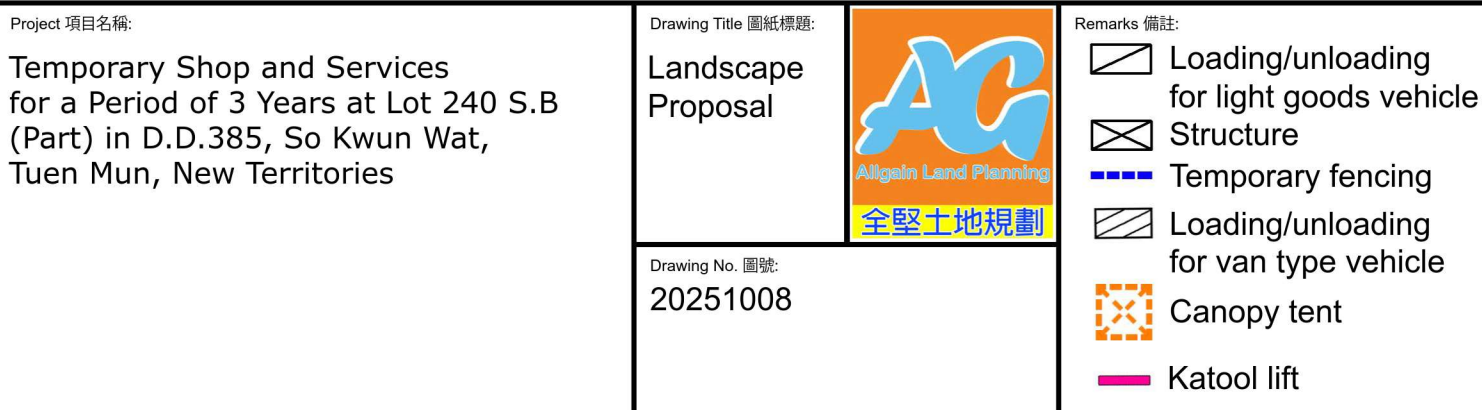 Project 項目名稱:
Temporary Shop and Services
for a Period of 3 Years at Lot 240 S.B
(Part) in D.D.385, So Kwun Wat,
Tuen Mun, New Territories
Drawing Title 圖紙標題:
Landscape
Proposal
AG
Allgain Land Planning
全堅土地規劃
Drawing No. 圖號:
20251008
Remarks 備註:
Loading/unloading
for light goods vehicle
Structure
Temporary fencing
Loading/unloading
for van type vehicle
Canopy tent
Katool lift